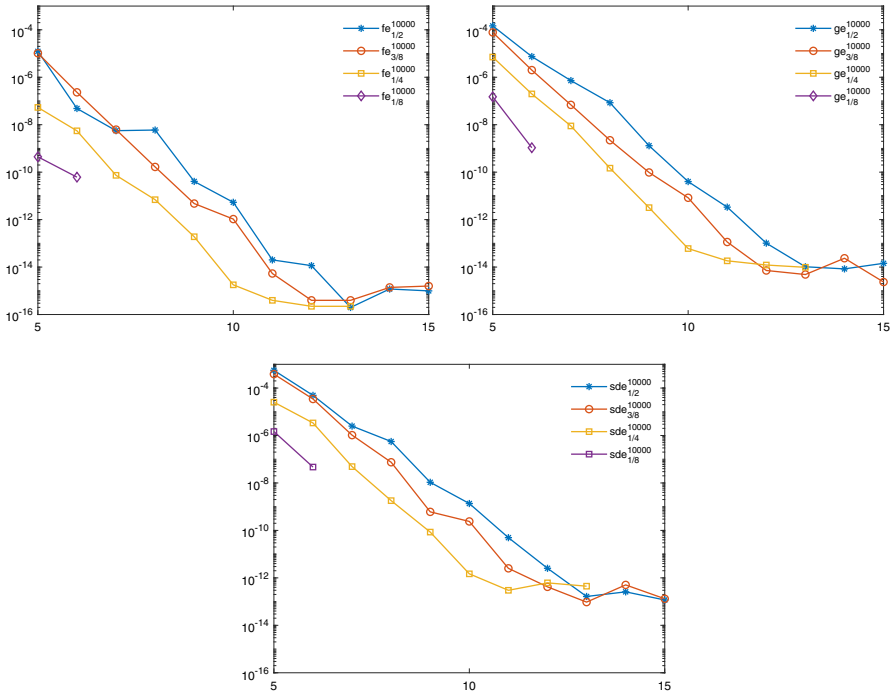 10^-4
10^-6
10^-8
10^-10
10^-12
10^-14
10^-16
5
10
15
fe^10000_1/2
fe^10000_3/8
fe^10000_1/4
fe^10000_1/8
10^-4
10^-6
10^-8
10^-10
10^-12
10^-14
10^-16
5
10
15
ge^10000_1/2
ge^10000_3/8
ge^10000_1/4
ge^10000_1/8
10^-4
10^-6
10^-8
10^-10
10^-12
10^-14
10^-16
5
10
15
sde^10000_1/2
sde^10000_3/8
sde^10000_1/4
sde^10000_1/8